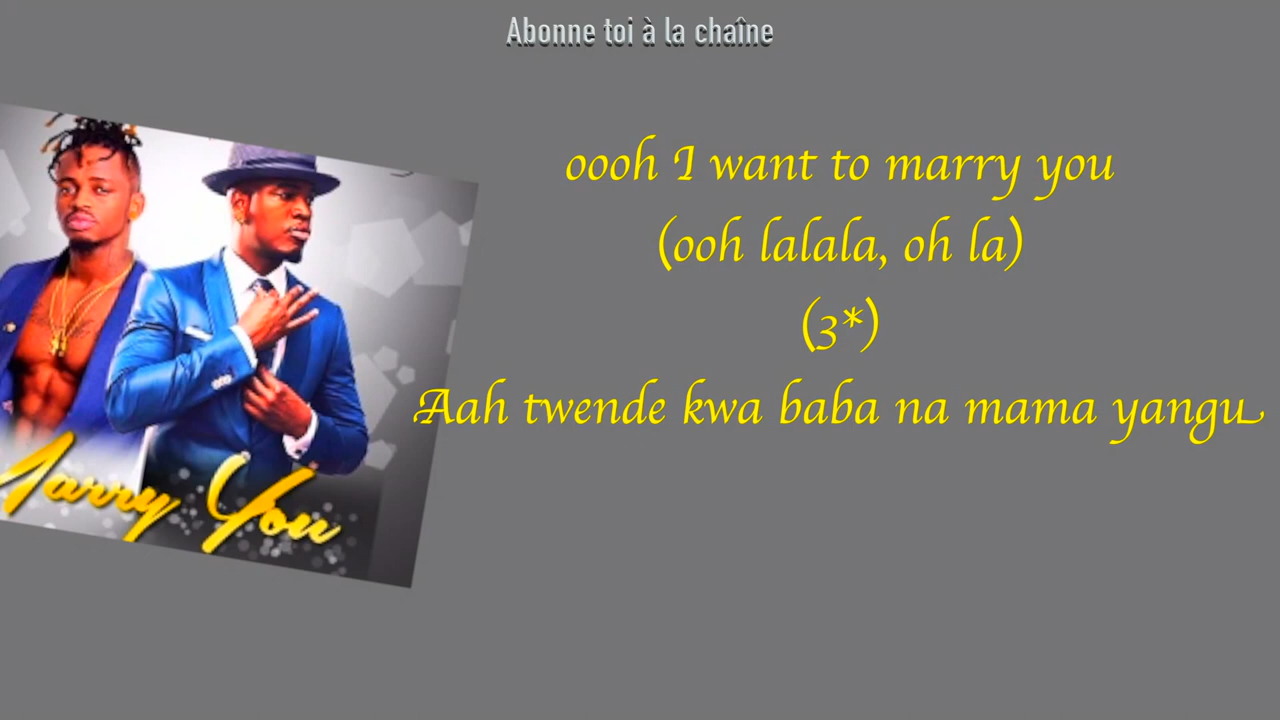 Abonne toi à la chaîne
oooh I want to marry you
(ooh lalala, oh la)
(3*)
Aah twende kwa baba na mama yangu
Marry You